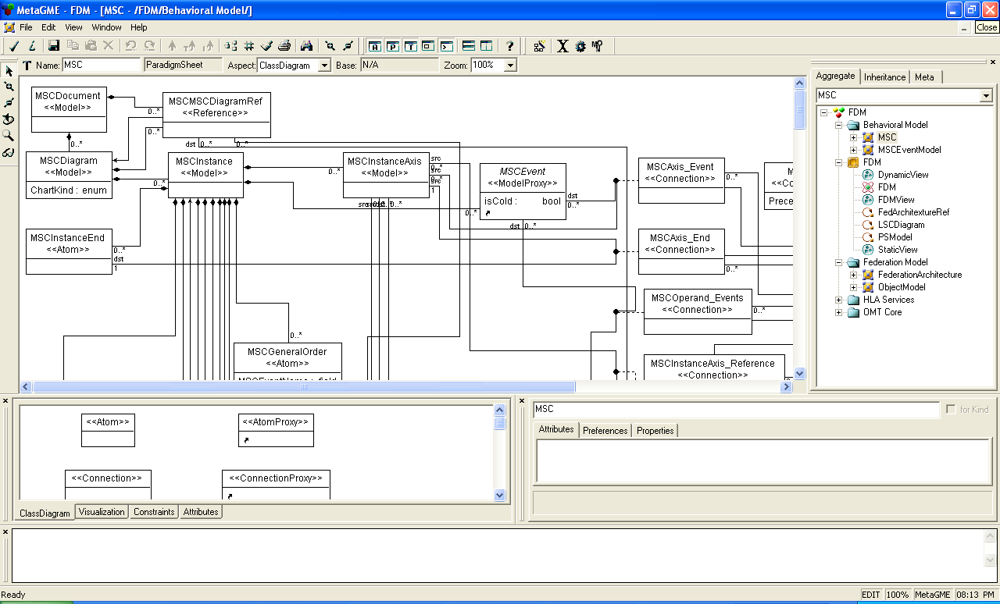 MetaGME - FDM - [MSC - /FDM/Behavioral Model/]
File Edit View Window Help
Close
Name: MSC ParadigmSheet Aspect: ClassDiagram Base: N/A Zoom: 100%
MSCDocument
<<Model>>
MSCMSCDiagramRef
<<Reference>>
0..*
0..*
0..*
dst 0..* 0..*
MSCDiagram
<<Model>>
ChartKind : enum
0..*
MSCInstance
<<Model>>
MSCInstanceAxis
<<Model>>
0..*
src
0..*
src
0..*
1
MSCEvent
<<ModelProxy>>
isCold : bool
dst
0..*
0..*
dst 0..*
MSCAxis_Event
<<Connection>>
0..*
M
<<Co
Prece
MSCInstanceEnd
<<Atom>>
0..*
dst
1
MSCAxis_End
<<Connection>>
0..*
MSCOperand_Events
<<Connection>>
0..*
0..*
MSCGeneralOrder
<<Atom>>
MSCEventName : field
MSCInstanceAxis_Reference
<<Connection>>
Aggregate Inheritance Meta
MSC
FDM
Behavioral Model
MSC
MSCEventModel
FDM
DynamicView
FDM
FDMView
FedArchitextureRef
LSCDiagram
PSModel
StaticView
Federation Model
FederationArchitecture
ObjectModel
HLA Services
OMT Core
<<Atom>>
<<AtomProxy>>
<<Connection>>
<<ConnectionProxy>>
ClassDiagram Visualization Constraints Attributes
MSC
for Kind
Attributes Preferences Properties
Ready
EDIT 100% MetaGME 08:13 PM